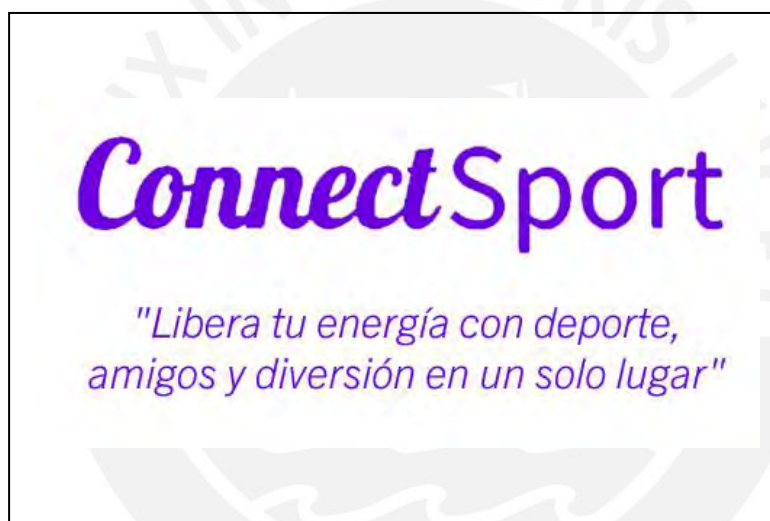 ConnectSport
"Libera tu energía con deporte,
amigos y diversión en un solo lugar"